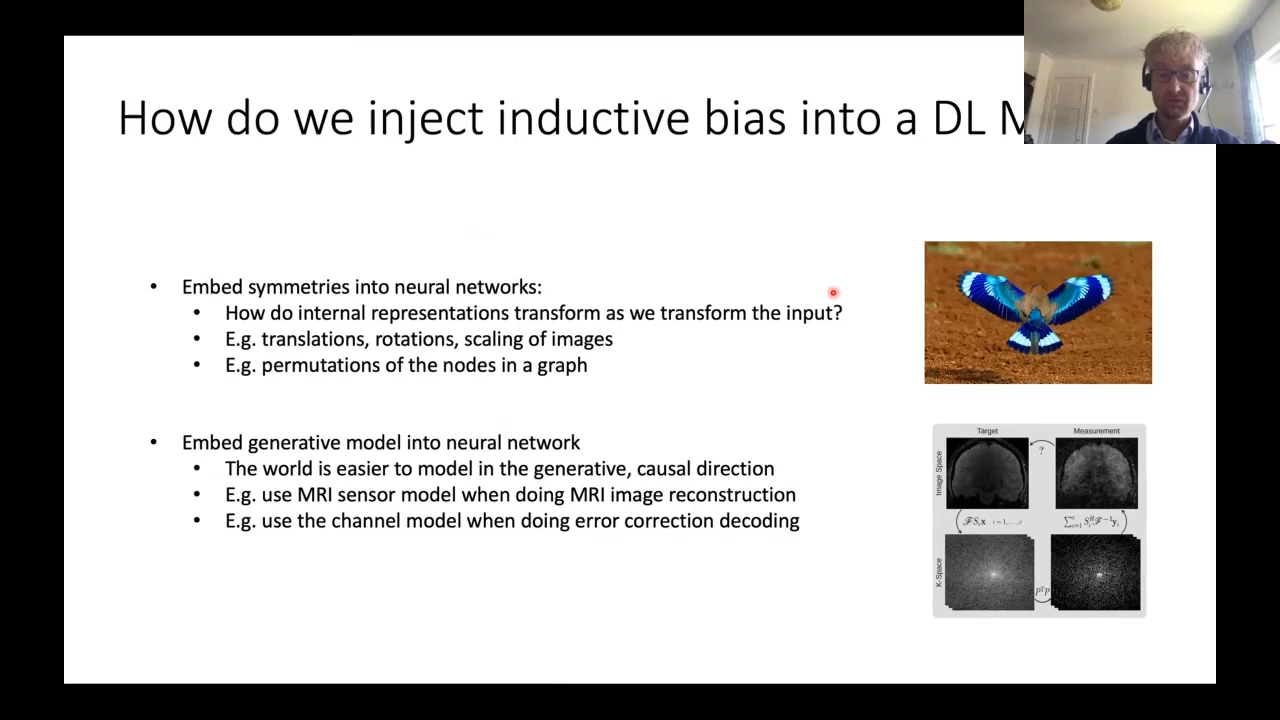 How do we inject inductive bias into a DL M
• Embed symmetries into neural networks:
• How do internal representations transform as we transform the input?
• E.g. translations, rotations, scaling of images
• E.g. permutations of the nodes in a graph
• Embed generative model into neural network
• The world is easier to model in the generative, causal direction
• E.g. use MRI sensor model when doing MRI image reconstruction
• E.g. use the channel model when doing error correction decoding
Target Measurement
Image Space
?
ℱSᵢx i=1,…,c
K-Space